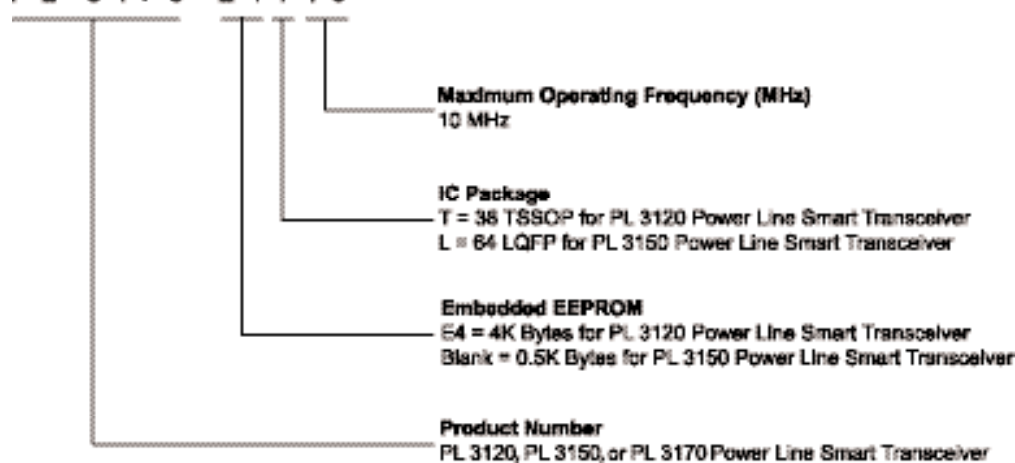 Maximum Operating Frequency (MHz)
10 MHz
IC Package
T = 38 TSSOP for PL 3120 Power Line Smart Transceiver
L = 64 LQFP for PL 3150 Power Line Smart Transceiver
Embedded EEPROM
E4 = 4K Bytes for PL 3120 Power Line Smart Transceiver
Blank = 0.5K Bytes for PL 3150 Power Line Smart Transceiver
Product Number
PL 3120, PL 3150, or PL 3170 Power Line Smart Transceiver